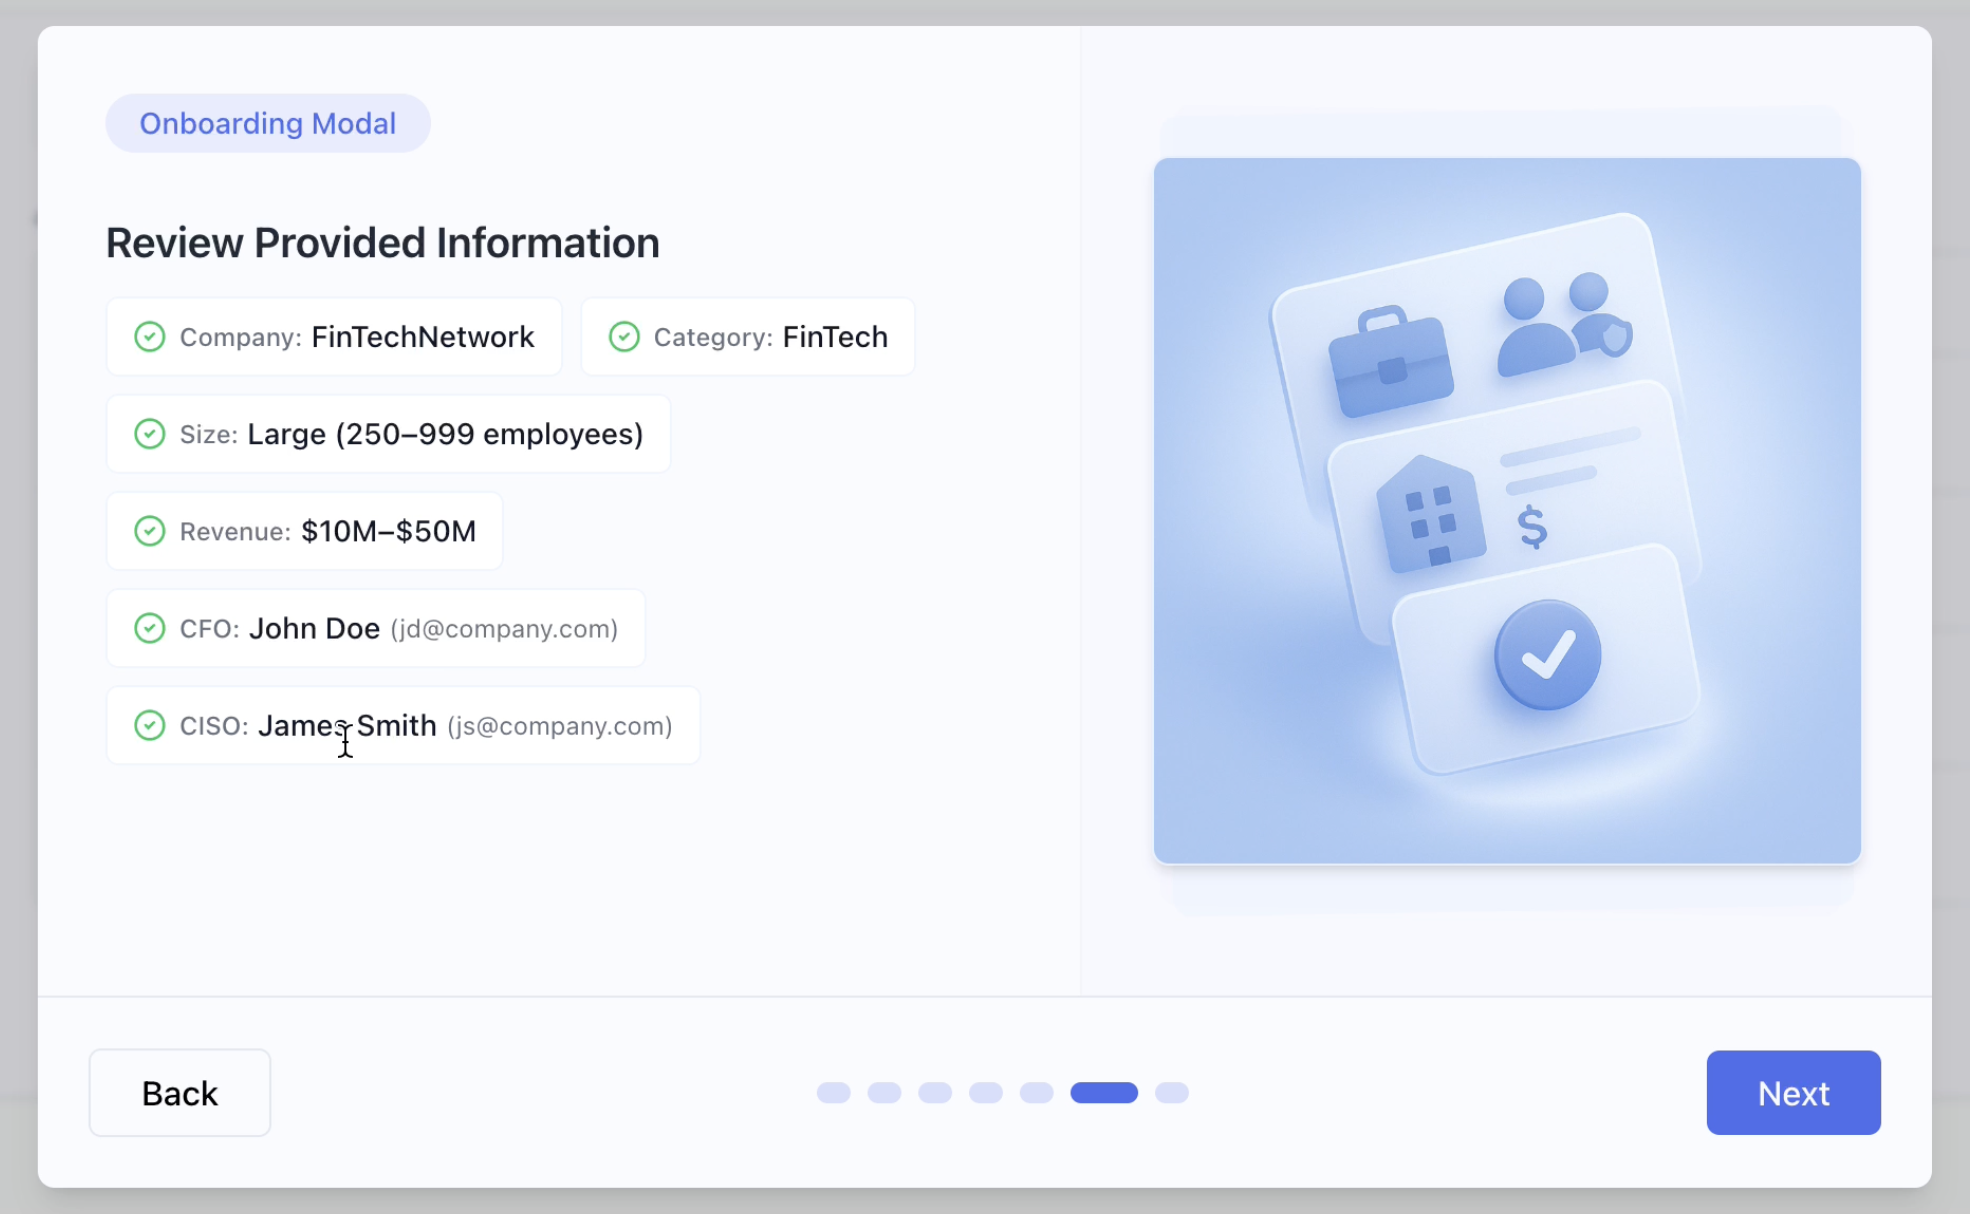 Onboarding Modal
Review Provided Information
Company: FinTechNetwork
Category: FinTech
Size: Large (250–999 employees)
Revenue: $10M–$50M
CFO: John Doe (jd@company.com)
CISO: James Smith (js@company.com)
$
Back
Next